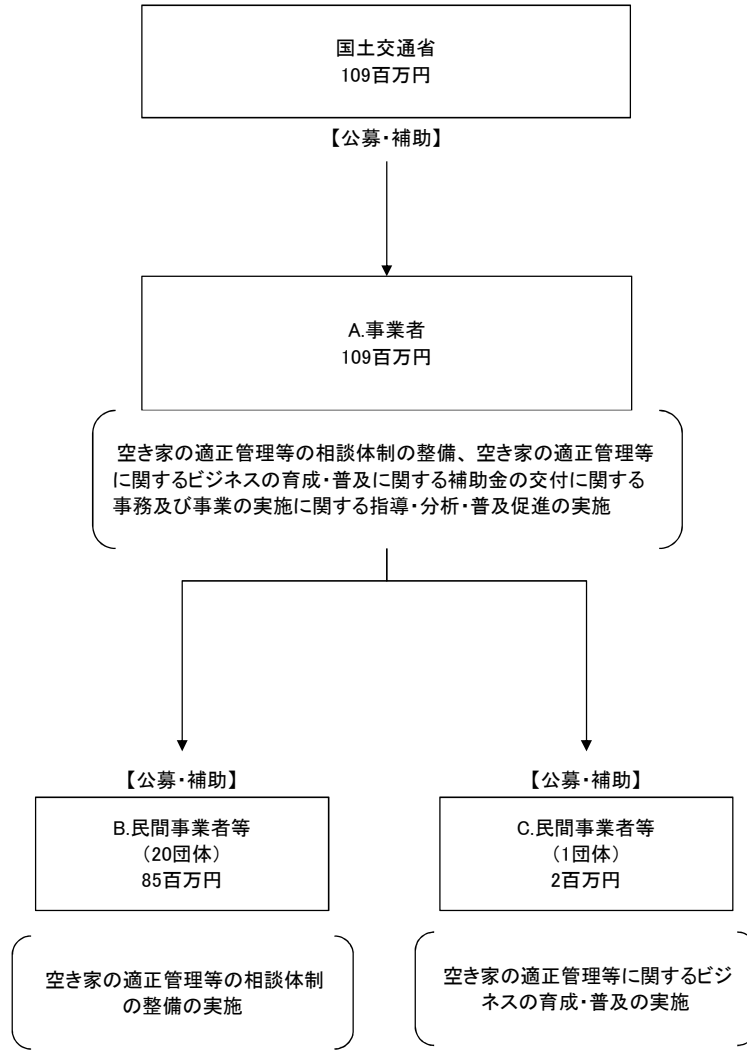 国土交通省
109百万円
【公募・補助】
A.事業者
109百万円
空き家の適正管理等の相談体制の整備、空き家の適正管理等
に関するビジネスの育成・普及に関する補助金の交付に関する
事務及び事業の実施に関する指導・分析・普及促進の実施
【公募・補助】
B.民間事業者等
（20団体）
85百万円
空き家の適正管理等の相談体制
の整備の実施
【公募・補助】
C.民間事業者等
（1団体）
2百万円
空き家の適正管理等に関するビジ
ネスの育成・普及の実施